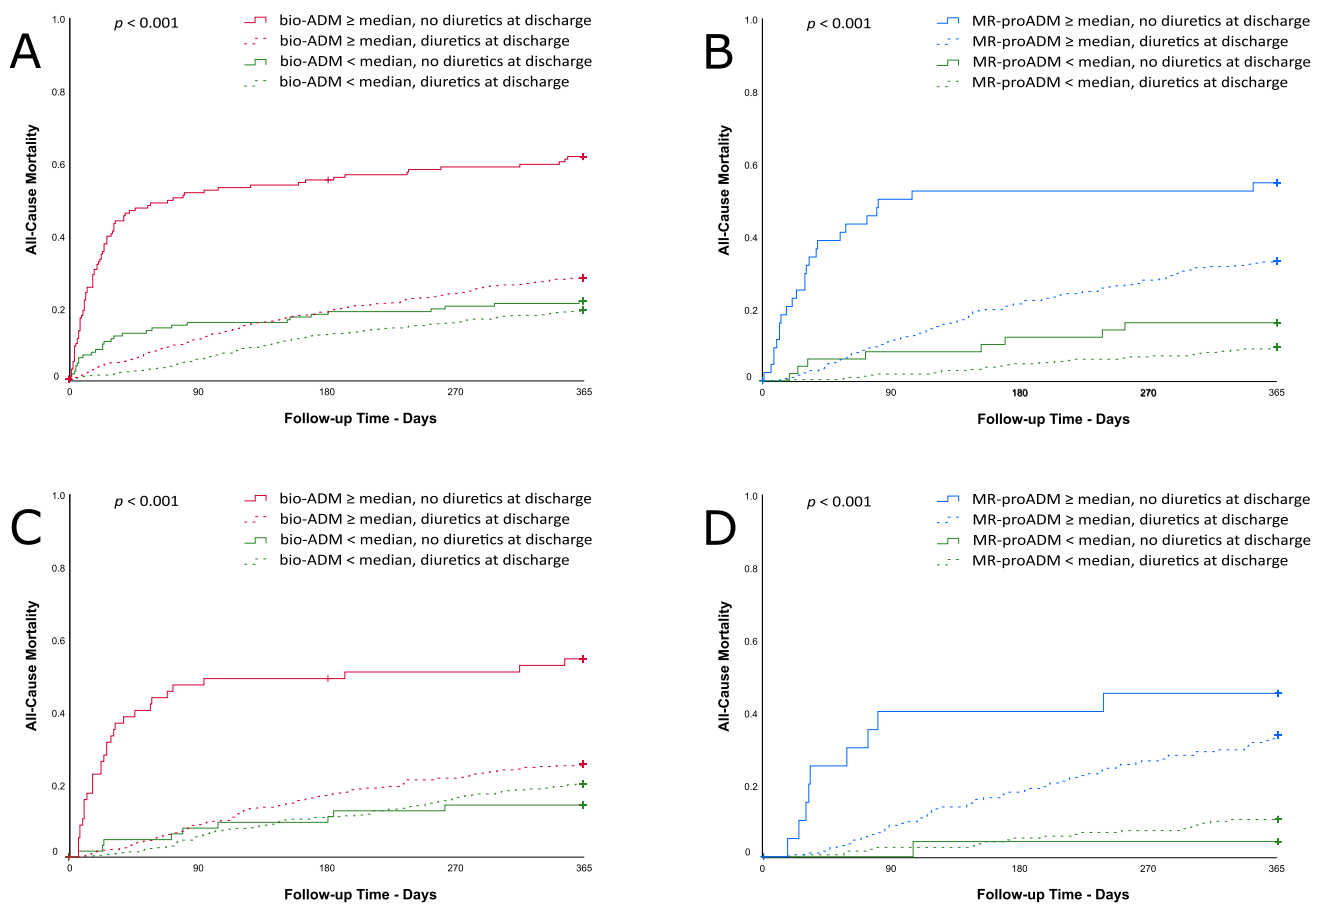 A
p < 0.001
bio-ADM ≥ median, no diuretics at discharge
bio-ADM ≥ median, diuretics at discharge
bio-ADM < median, no diuretics at discharge
bio-ADM < median, diuretics at discharge
All-Cause Mortality
1.0
0.8
0.6
0.4
0.2
0
0 90 180 270 365
Follow-up Time - Days
B
p < 0.001
MR-proADM ≥ median, no diuretics at discharge
MR-proADM ≥ median, diuretics at discharge
MR-proADM < median, no diuretics at discharge
MR-proADM < median, diuretics at discharge
All-Cause Mortality
1.0
0.8
0.6
0.4
0.2
0
0 90 180 270 365
Follow-up Time - Days
C
p < 0.001
bio-ADM ≥ median, no diuretics at discharge
bio-ADM ≥ median, diuretics at discharge
bio-ADM < median, no diuretics at discharge
bio-ADM < median, diuretics at discharge
All-Cause Mortality
1.0
0.8
0.6
0.4
0.2
0
0 90 180 270 365
Follow-up Time - Days
D
p < 0.001
MR-proADM ≥ median, no diuretics at discharge
MR-proADM ≥ median, diuretics at discharge
MR-proADM < median, no diuretics at discharge
MR-proADM < median, diuretics at discharge
All-Cause Mortality
1.0
0.8
0.6
0.4
0.2
0
0 90 180 270 365
Follow-up Time - Days